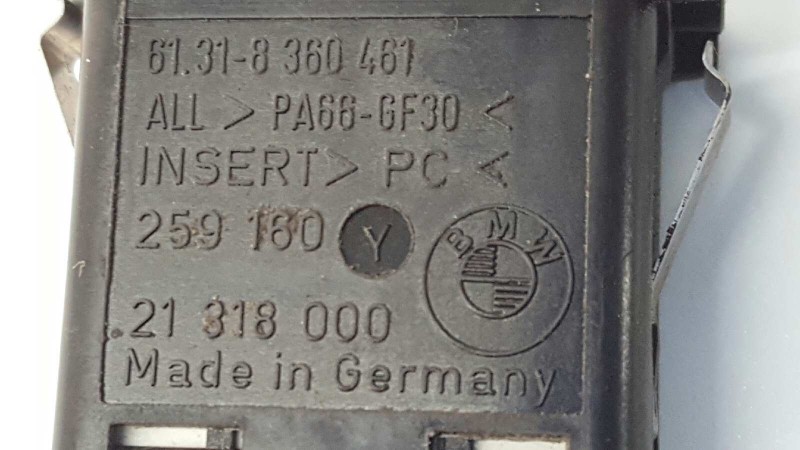 61.31-8 360 461
ALL > PA66-GF30 <
INSERT > PC <
259 160 Y
BMW
21 318 000
Made in Germany